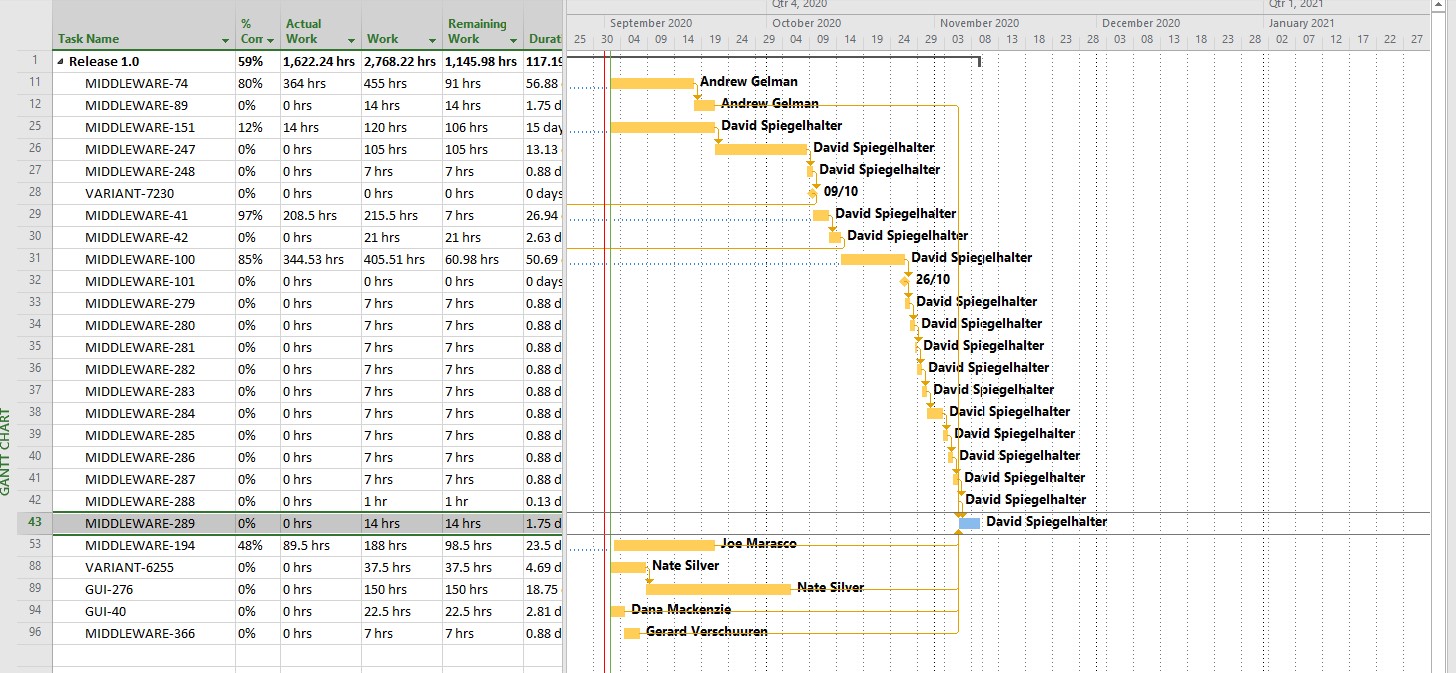 Qtr 4, 2020 Qtr 1, 2021
September 2020 October 2020 November 2020 December 2020 January 2021
Task Name % Com Actual Work Work Remaining Work Durati
25 30 04 09 14 19 24 29 04 09 14 19 24 29 03 08 13 18 23 28 03 08 13 18 23 28 02 07 12 17 22 27
1 Release 1.0 59% 1,622.24 hrs 2,768.22 hrs 1,145.98 hrs 117.19
11 MIDDLEWARE-74 80% 364 hrs 455 hrs 91 hrs 56.88 Andrew Gelman
12 MIDDLEWARE-89 0% 0 hrs 14 hrs 14 hrs 1.75 d Andrew Gelman
25 MIDDLEWARE-151 12% 14 hrs 120 hrs 106 hrs 15 day David Spiegelhalter
26 MIDDLEWARE-247 0% 0 hrs 105 hrs 105 hrs 13.13 David Spiegelhalter
27 MIDDLEWARE-248 0% 0 hrs 7 hrs 7 hrs 0.88 d David Spiegelhalter
28 VARIANT-7230 0% 0 hrs 0 hrs 0 hrs 0 days 09/10
29 MIDDLEWARE-41 97% 208.5 hrs 215.5 hrs 7 hrs 26.94 David Spiegelhalter
30 MIDDLEWARE-42 0% 0 hrs 21 hrs 21 hrs 2.63 d David Spiegelhalter
31 MIDDLEWARE-100 85% 344.53 hrs 405.51 hrs 60.98 hrs 50.69 David Spiegelhalter
32 MIDDLEWARE-101 0% 0 hrs 0 hrs 0 hrs 0 days 26/10
33 MIDDLEWARE-279 0% 0 hrs 7 hrs 7 hrs 0.88 d David Spiegelhalter
34 MIDDLEWARE-280 0% 0 hrs 7 hrs 7 hrs 0.88 d David Spiegelhalter
35 MIDDLEWARE-281 0% 0 hrs 7 hrs 7 hrs 0.88 d David Spiegelhalter
36 MIDDLEWARE-282 0% 0 hrs 7 hrs 7 hrs 0.88 d David Spiegelhalter
37 MIDDLEWARE-283 0% 0 hrs 7 hrs 7 hrs 0.88 d David Spiegelhalter
38 MIDDLEWARE-284 0% 0 hrs 7 hrs 7 hrs 0.88 d David Spiegelhalter
39 MIDDLEWARE-285 0% 0 hrs 7 hrs 7 hrs 0.88 d David Spiegelhalter
40 MIDDLEWARE-286 0% 0 hrs 7 hrs 7 hrs 0.88 d David Spiegelhalter
41 MIDDLEWARE-287 0% 0 hrs 7 hrs 7 hrs 0.88 d David Spiegelhalter
42 MIDDLEWARE-288 0% 0 hrs 1 hr 1 hr 0.13 d David Spiegelhalter
43 MIDDLEWARE-289 0% 0 hrs 14 hrs 14 hrs 1.75 d David Spiegelhalter
53 MIDDLEWARE-194 48% 89.5 hrs 188 hrs 98.5 hrs 23.5 d Joe Marasco
88 VARIANT-6255 0% 0 hrs 37.5 hrs 37.5 hrs 4.69 d Nate Silver
89 GUI-276 0% 0 hrs 150 hrs 150 hrs 18.75 Nate Silver
94 GUI-40 0% 0 hrs 22.5 hrs 22.5 hrs 2.81 d Dana Mackenzie
96 MIDDLEWARE-366 0% 0 hrs 7 hrs 7 hrs 0.88 d Gerard Verschuuren
GANTT CHART